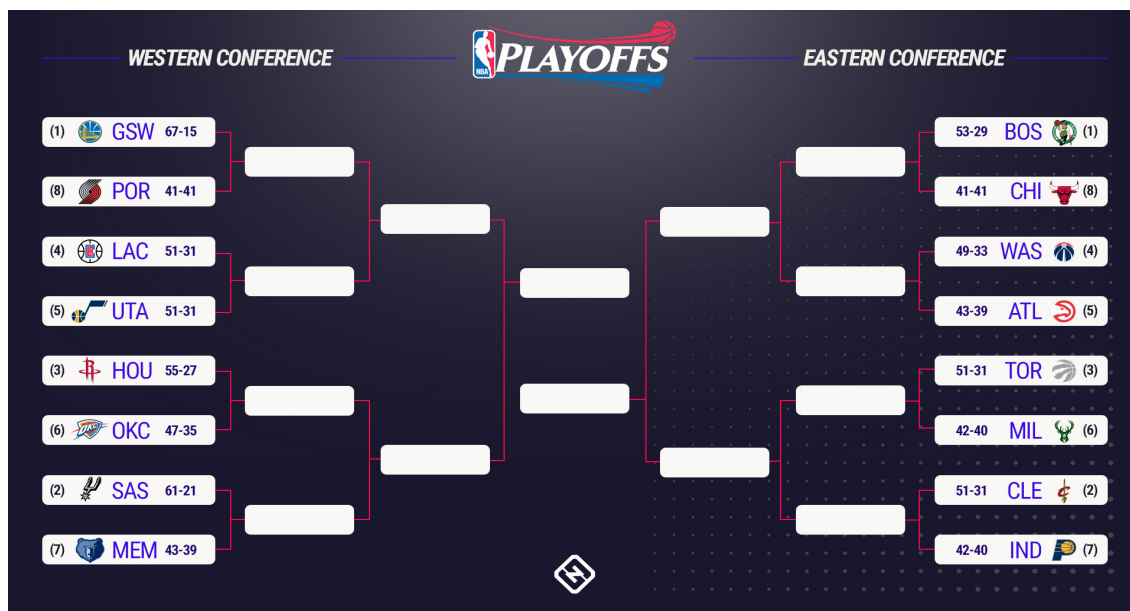 WESTERN CONFERENCE
NBA
PLAYOFFS
EASTERN CONFERENCE
(1) GSW 67-15
(8) POR 41-41
(4) LAC 51-31
(5) UTA 51-31
(3) HOU 55-27
(6) OKC 47-35
(2) SAS 61-21
(7) MEM 43-39
53-29 BOS (1)
41-41 CHI (8)
49-33 WAS (4)
43-39 ATL (5)
51-31 TOR (3)
42-40 MIL (6)
51-31 CLE (2)
42-40 IND (7)